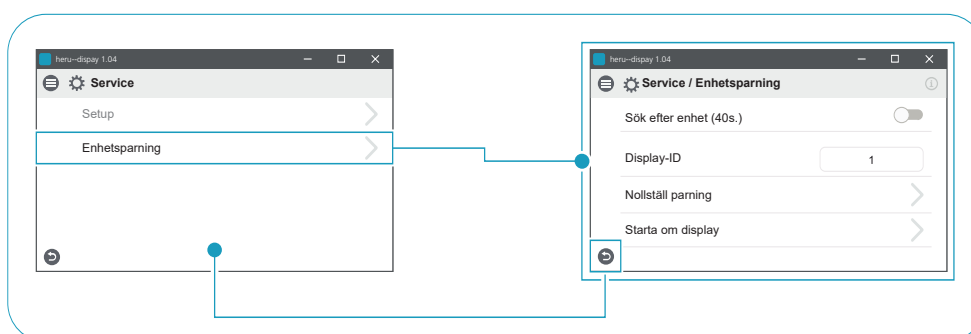 heru--dispay 1.04
Service
Setup
Enhetsparning
heru--dispay 1.04
Service / Enhetsparning
Sök efter enhet (40s.)
Display-ID
1
Nollställ parning
Starta om display